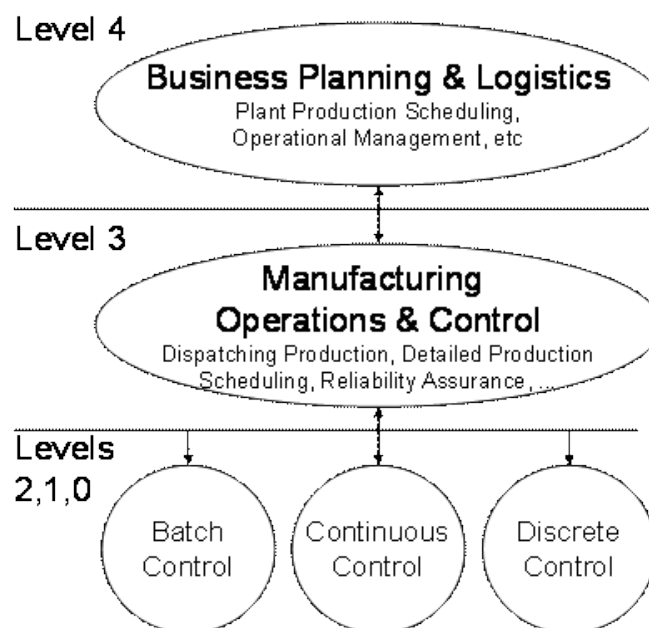 Level 4
Business Planning & Logistics
Plant Production Scheduling,
Operational Management, etc
Level 3
Manufacturing
Operations & Control
Dispatching Production, Detailed Production
Scheduling, Reliability Assurance, ...
Levels
2,1,0
Batch
Control
Continuous
Control
Discrete
Control